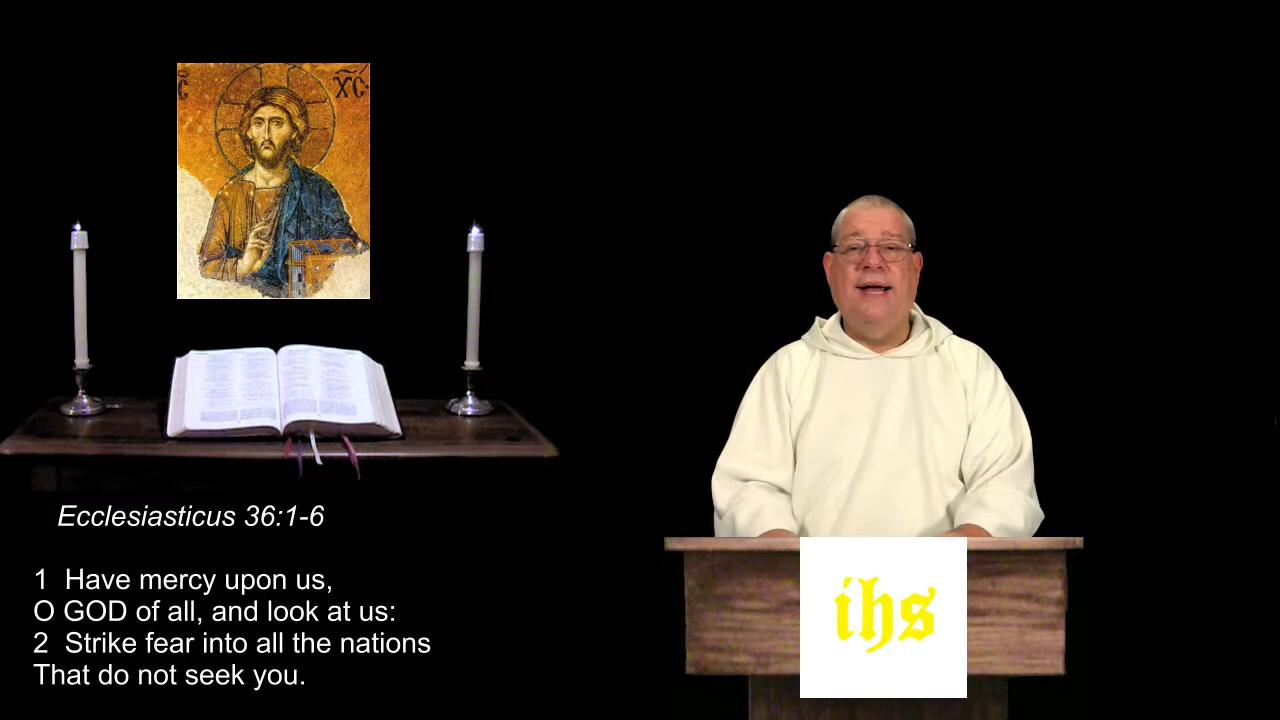 C̃ XC
Ecclesiasticus 36:1-6
1 Have mercy upon us,
O GOD of all, and look at us:
2 Strike fear into all the nations
That do not seek you.
ihs